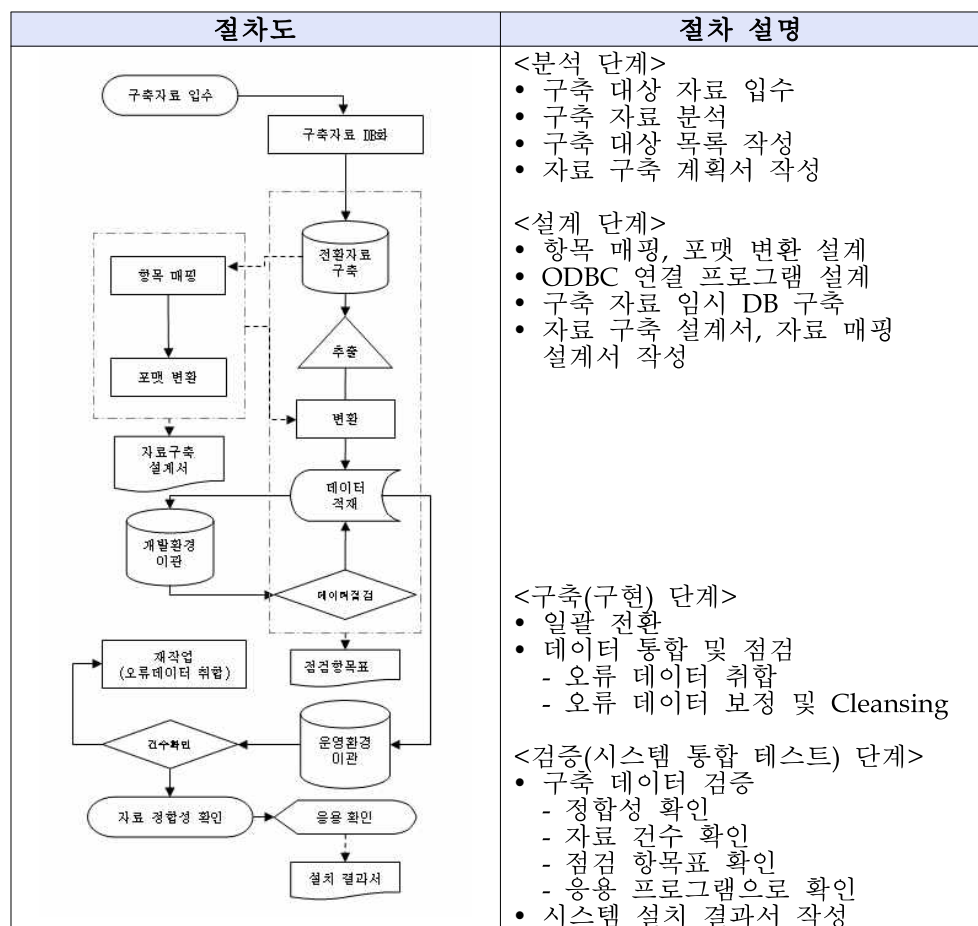 절차도
절차 설명
구축자료 입수
구축자료 DB화
전환자료
구축
항목 매핑
추출
포맷 변환
변환
자료구축
설계서
데이터
적재
개발환경
이관
데이터점검
재작업
(오류데이터 취합)
점검항목표
건수확인
운영환경
이관
자료 정합성 확인
응용 확인
설치 결과서
<분석 단계>
• 구축 대상 자료 입수
• 구축 자료 분석
• 구축 대상 목록 작성
• 자료 구축 계획서 작성
<설계 단계>
• 항목 매핑, 포맷 변환 설계
• ODBC 연결 프로그램 설계
• 구축 자료 임시 DB 구축
• 자료 구축 설계서, 자료 매핑
설계서 작성
<구축(구현) 단계>
• 일괄 전환
• 데이터 통합 및 점검
- 오류 데이터 취합
- 오류 데이터 보정 및 Cleansing
<검증(시스템 통합 테스트) 단계>
• 구축 데이터 검증
- 정합성 확인
- 자료 건수 확인
- 점검 항목표 확인
- 응용 프로그램으로 확인
• 시스템 설치 결과서 작성